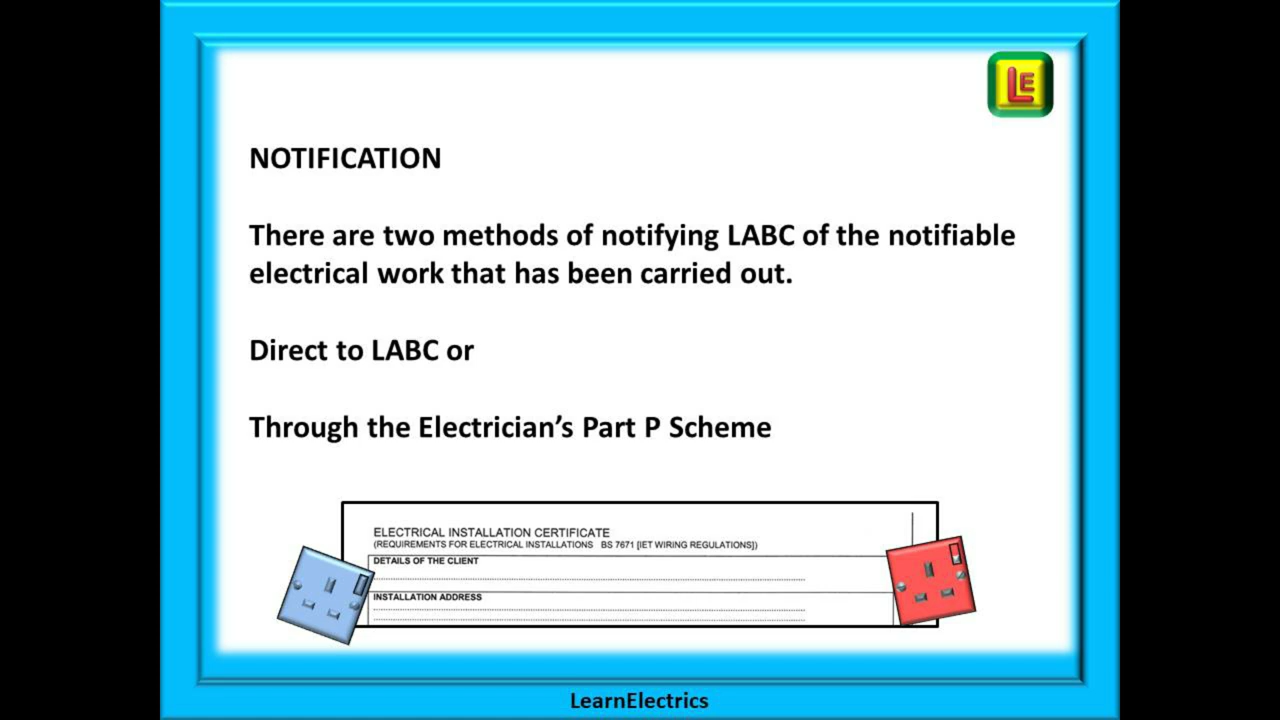 LE
NOTIFICATION
There are two methods of notifying LABC of the notifiable
electrical work that has been carried out.
Direct to LABC or
Through the Electrician’s Part P Scheme
ELECTRICAL INSTALLATION CERTIFICATE
(REQUIREMENTS FOR ELECTRICAL INSTALLATIONS BS 7671 [IET WIRING REGULATIONS])
DETAILS OF THE CLIENT
INSTALLATION ADDRESS
LearnElectrics